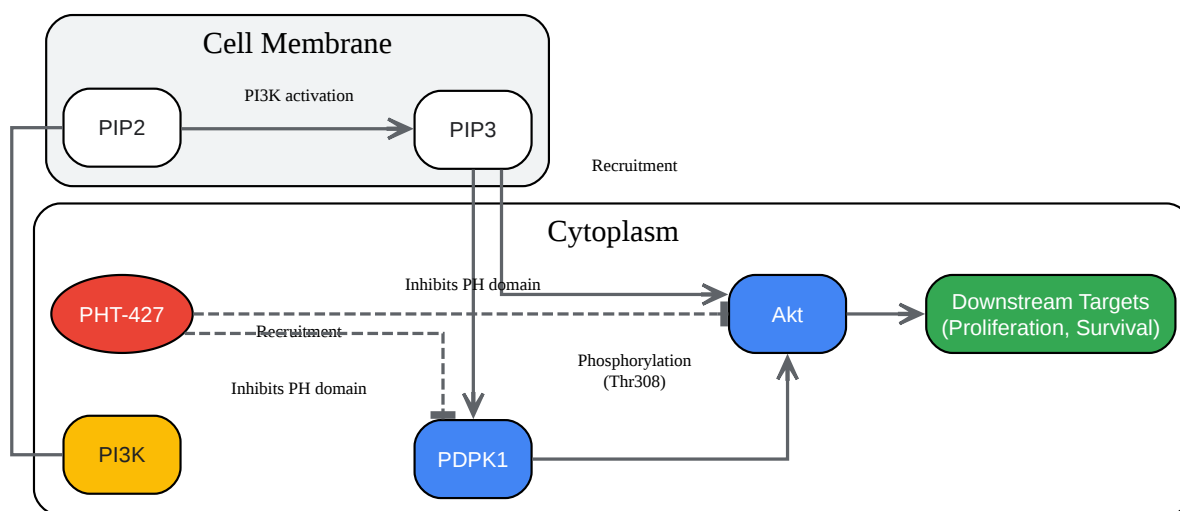 Cell Membrane
PI3K activation
PIP2
PIP3
Recruitment
Cytoplasm
Inhibits PH domain
PHT-427
Recruitment
Akt
Downstream Targets
(Proliferation, Survival)
Phosphorylation
(Thr308)
Inhibits PH domain
PI3K
PDPK1